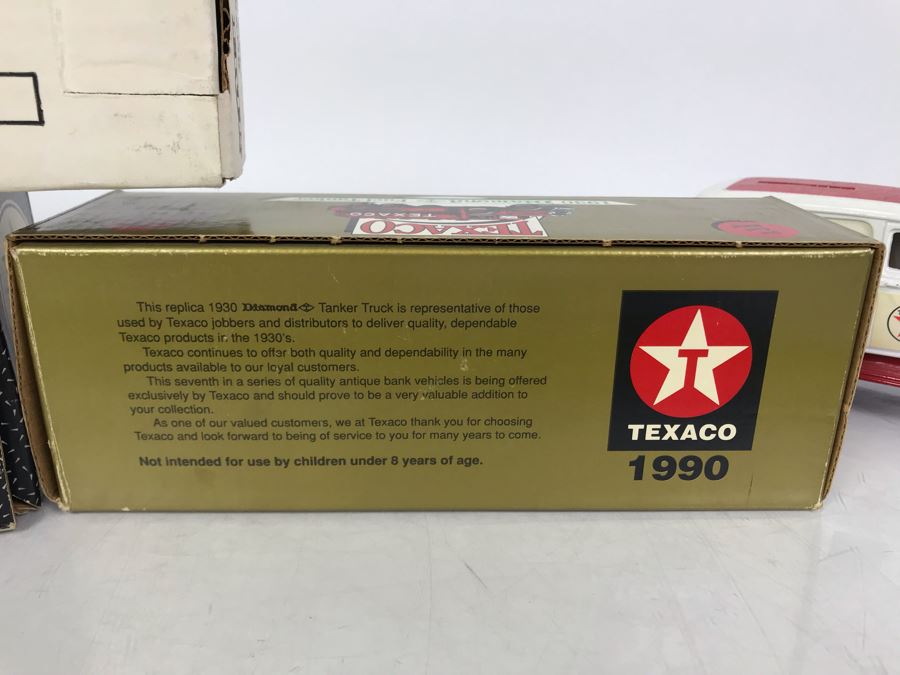 TEXACO
TEXACO
This replica 1930 Diamond T Tanker Truck is representative of those
used by Texaco jobbers and distributors to deliver quality, dependable
Texaco products in the 1930's.
Texaco continues to offer both quality and dependability in the many
products available to our loyal customers.
This seventh in a series of quality antique bank vehicles is being offered
exclusively by Texaco and should prove to be a very valuable addition to
your collection.
As one of our valued customers, we at Texaco thank you for choosing
Texaco and look forward to being of service to you for many years to come.
Not intended for use by children under 8 years of age.
T
TEXACO
1990